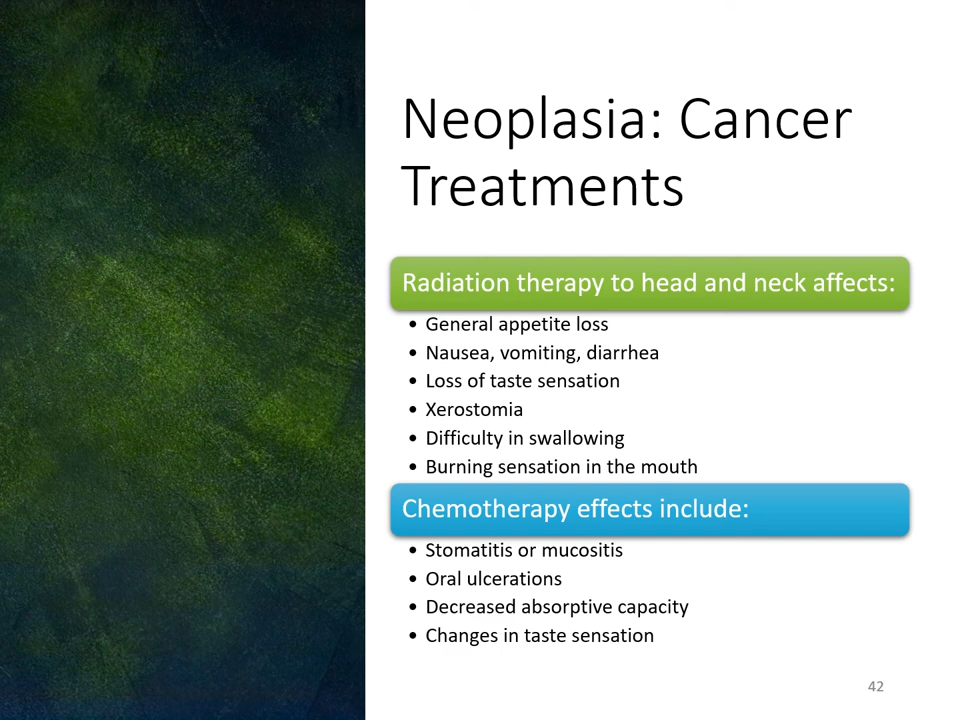 Neoplasia: Cancer
Treatments
Radiation therapy to head and neck affects:
• General appetite loss
• Nausea, vomiting, diarrhea
• Loss of taste sensation
• Xerostomia
• Difficulty in swallowing
• Burning sensation in the mouth
Chemotherapy effects include:
• Stomatitis or mucositis
• Oral ulcerations
• Decreased absorptive capacity
• Changes in taste sensation
42